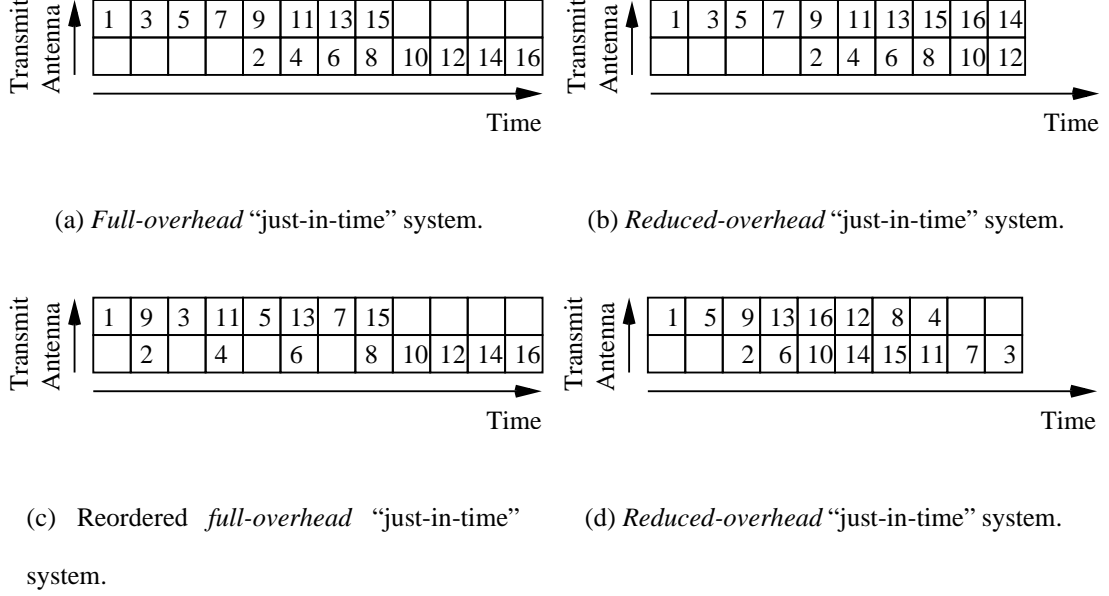 Transmit
Antenna
1 3 5 7 9 11 13 15
2 4 6 8 10 12 14 16
Time
(a) Full-overhead “just-in-time” system.
Transmit
Antenna
1 3 5 7 9 11 13 15 16 14
2 4 6 8 10 12
Time
(b) Reduced-overhead “just-in-time” system.
Transmit
Antenna
1 9 3 11 5 13 7 15
2 4 6 8 10 12 14 16
Time
(c) Reordered full-overhead “just-in-time”
system.
Transmit
Antenna
1 5 9 13 16 12 8 4
2 6 10 14 15 11 7 3
Time
(d) Reduced-overhead “just-in-time” system.